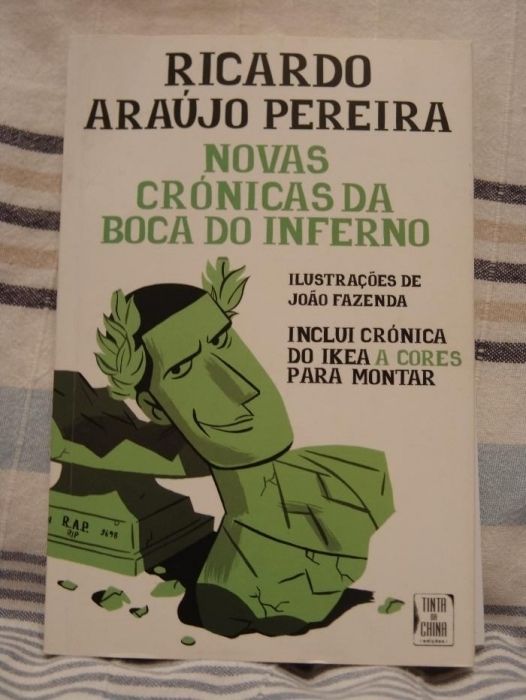 RICARDO
ARAÚJO PEREIRA
NOVAS
CRÓNICAS DA
BOCA DO INFERNO
ILUSTRAÇÕES DE
JOÃO FAZENDA
INCLUI CRÓNICA
DO IKEA A CORES
PARA MONTAR
R.A.P.
TINTA
DA
CHINA
edições